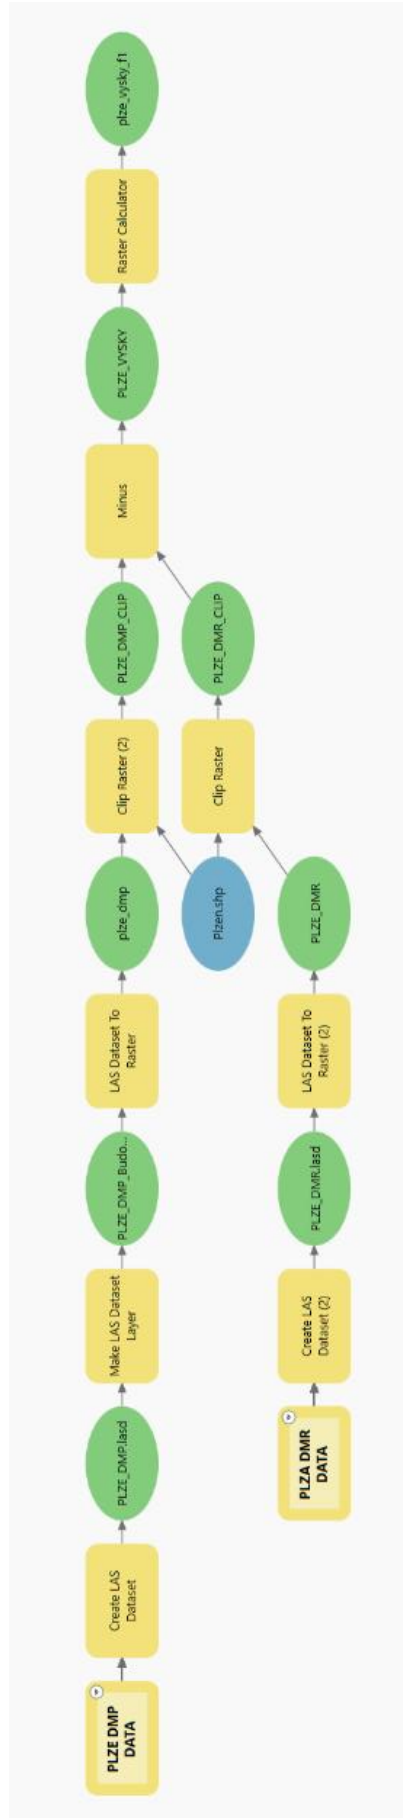 PLZE DMP
DATA
Create LAS
Dataset
PLZE_DMP.lasd
Make LAS Dataset
Layer
PLZE_DMP_Budo...
LAS Dataset To
Raster
plze_dmp
Clip Raster (2)
PLZE_DMP_CLIP
Minus
PLZE_VYSKY
Raster Calculator
plze_vysky_f1
Plzen.shp
Clip Raster
PLZE_DMR_CLIP
PLZA DMR
DATA
Create LAS
Dataset (2)
PLZE_DMR.lasd
LAS Dataset To
Raster (2)
PLZE_DMR